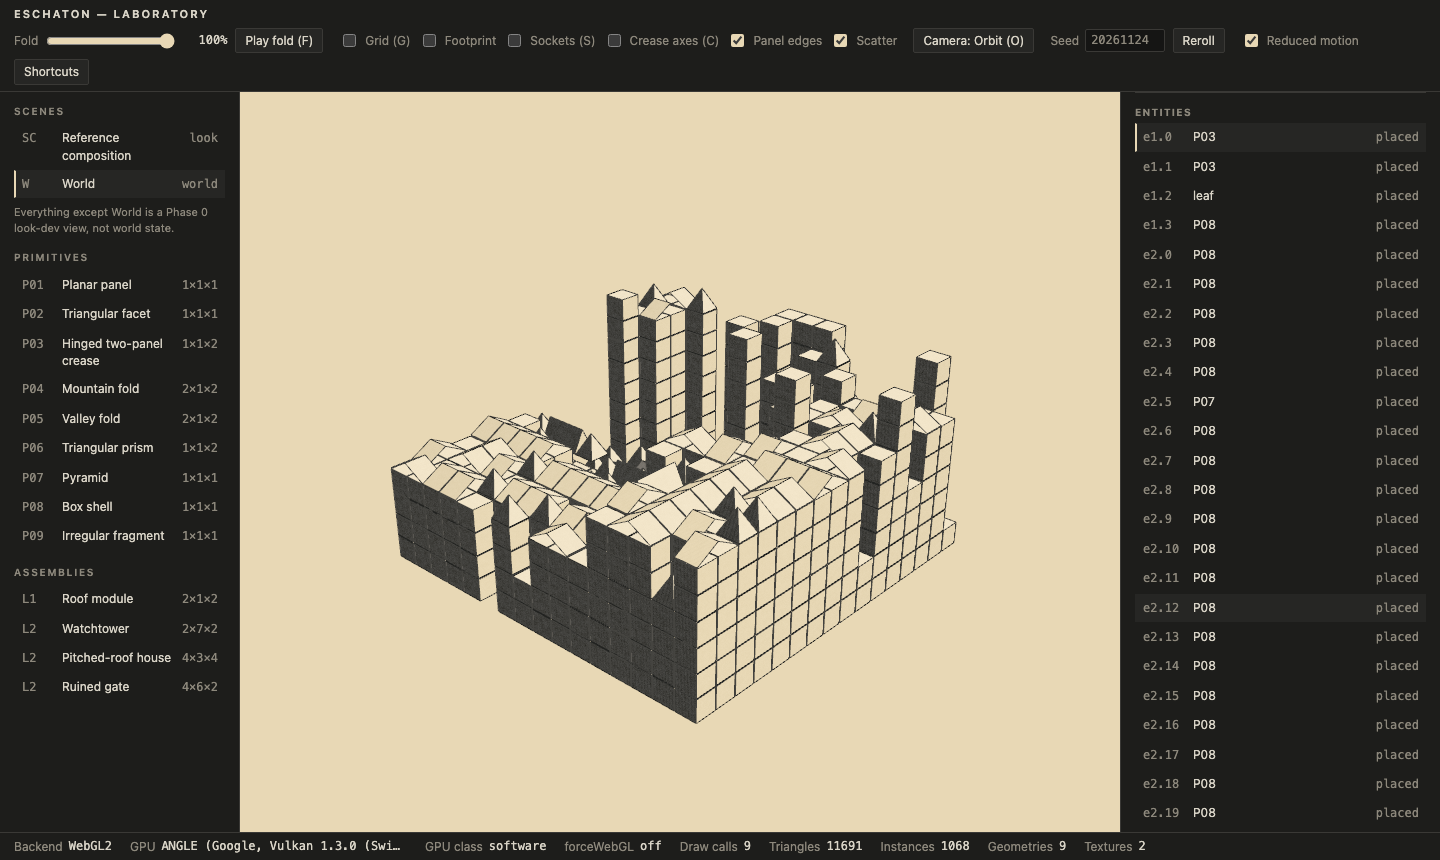 ESCHATON — LABORATORY
Fold 100% Play fold (F) Grid (G) Footprint Sockets (S) Crease axes (C) Panel edges Scatter Camera: Orbit (O) Seed 20261124 Reroll Reduced motion
Shortcuts
SCENES
SC Reference composition look
W World world
Everything except World is a Phase 0
look-dev view, not world state.
PRIMITIVES
P01 Planar panel 1×1×1
P02 Triangular facet 1×1×1
P03 Hinged two-panel crease 1×1×2
P04 Mountain fold 2×1×2
P05 Valley fold 2×1×2
P06 Triangular prism 1×1×2
P07 Pyramid 1×1×1
P08 Box shell 1×1×1
P09 Irregular fragment 1×1×1
ASSEMBLIES
L1 Roof module 2×1×2
L2 Watchtower 2×7×2
L2 Pitched-roof house 4×3×4
L2 Ruined gate 4×6×2
ENTITIES
e1.0 P03 placed
e1.1 P03 placed
e1.2 leaf placed
e1.3 P08 placed
e2.0 P08 placed
e2.1 P08 placed
e2.2 P08 placed
e2.3 P08 placed
e2.4 P08 placed
e2.5 P07 placed
e2.6 P08 placed
e2.7 P08 placed
e2.8 P08 placed
e2.9 P08 placed
e2.10 P08 placed
e2.11 P08 placed
e2.12 P08 placed
e2.13 P08 placed
e2.14 P08 placed
e2.15 P08 placed
e2.16 P08 placed
e2.17 P08 placed
e2.18 P08 placed
e2.19 P08 placed
Backend WebGL2 GPU ANGLE (Google, Vulkan 1.3.0 (Swi… GPU class software forceWebGL off Draw calls 9 Triangles 11691 Instances 1068 Geometries 9 Textures 2